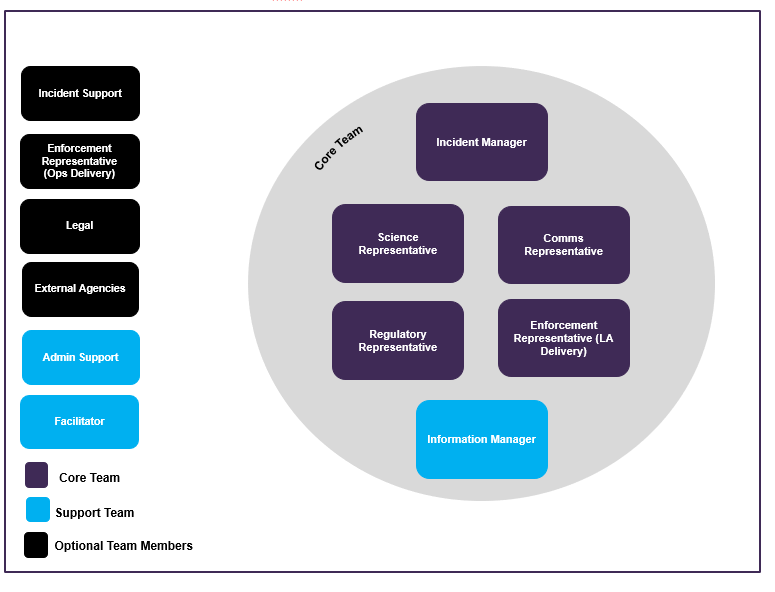 Incident Support
Enforcement
Representative
(Ops Delivery)
Legal
External Agencies
Admin Support
Facilitator
Core Team
Support Team
Optional Team Members
Core Team
Incident Manager
Science
Representative
Comms
Representative
Regulatory
Representative
Enforcement
Representative (LA
Delivery)
Information Manager